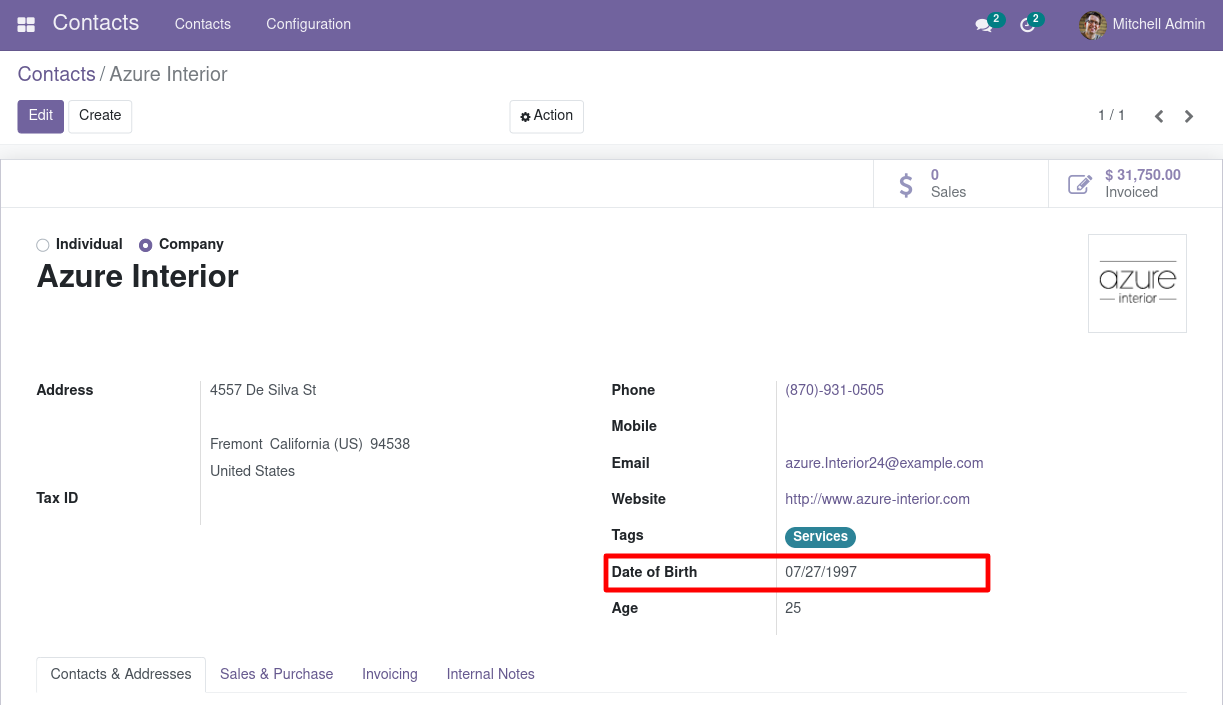 Contacts Contacts Configuration 2 2 Mitchell Admin
Contacts / Azure Interior
Edit Create Action 1 / 1
0
Sales
$ 31,750.00
Invoiced
Individual Company
Azure Interior
azure
interior
Address 4557 De Silva St
Fremont California (US) 94538
United States
Tax ID
Phone (870)-931-0505
Mobile
Email azure.Interior24@example.com
Website http://www.azure-interior.com
Tags Services
Date of Birth 07/27/1997
Age 25
Contacts & Addresses Sales & Purchase Invoicing Internal Notes